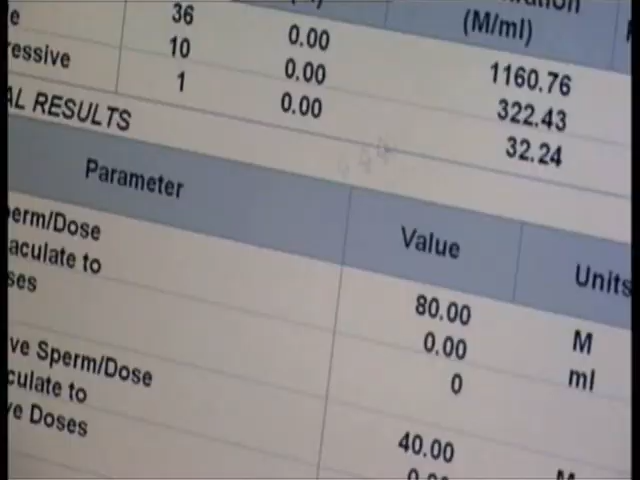 (M/ml)
e 36 0.00 1160.76
essive 10 0.00 322.43
1 0.00 32.24
AL RESULTS
Parameter Value Units
erm/Dose 80.00 M
aculate to 0.00 ml
ses 0
ve Sperm/Dose 40.00 M
culate to
e Doses